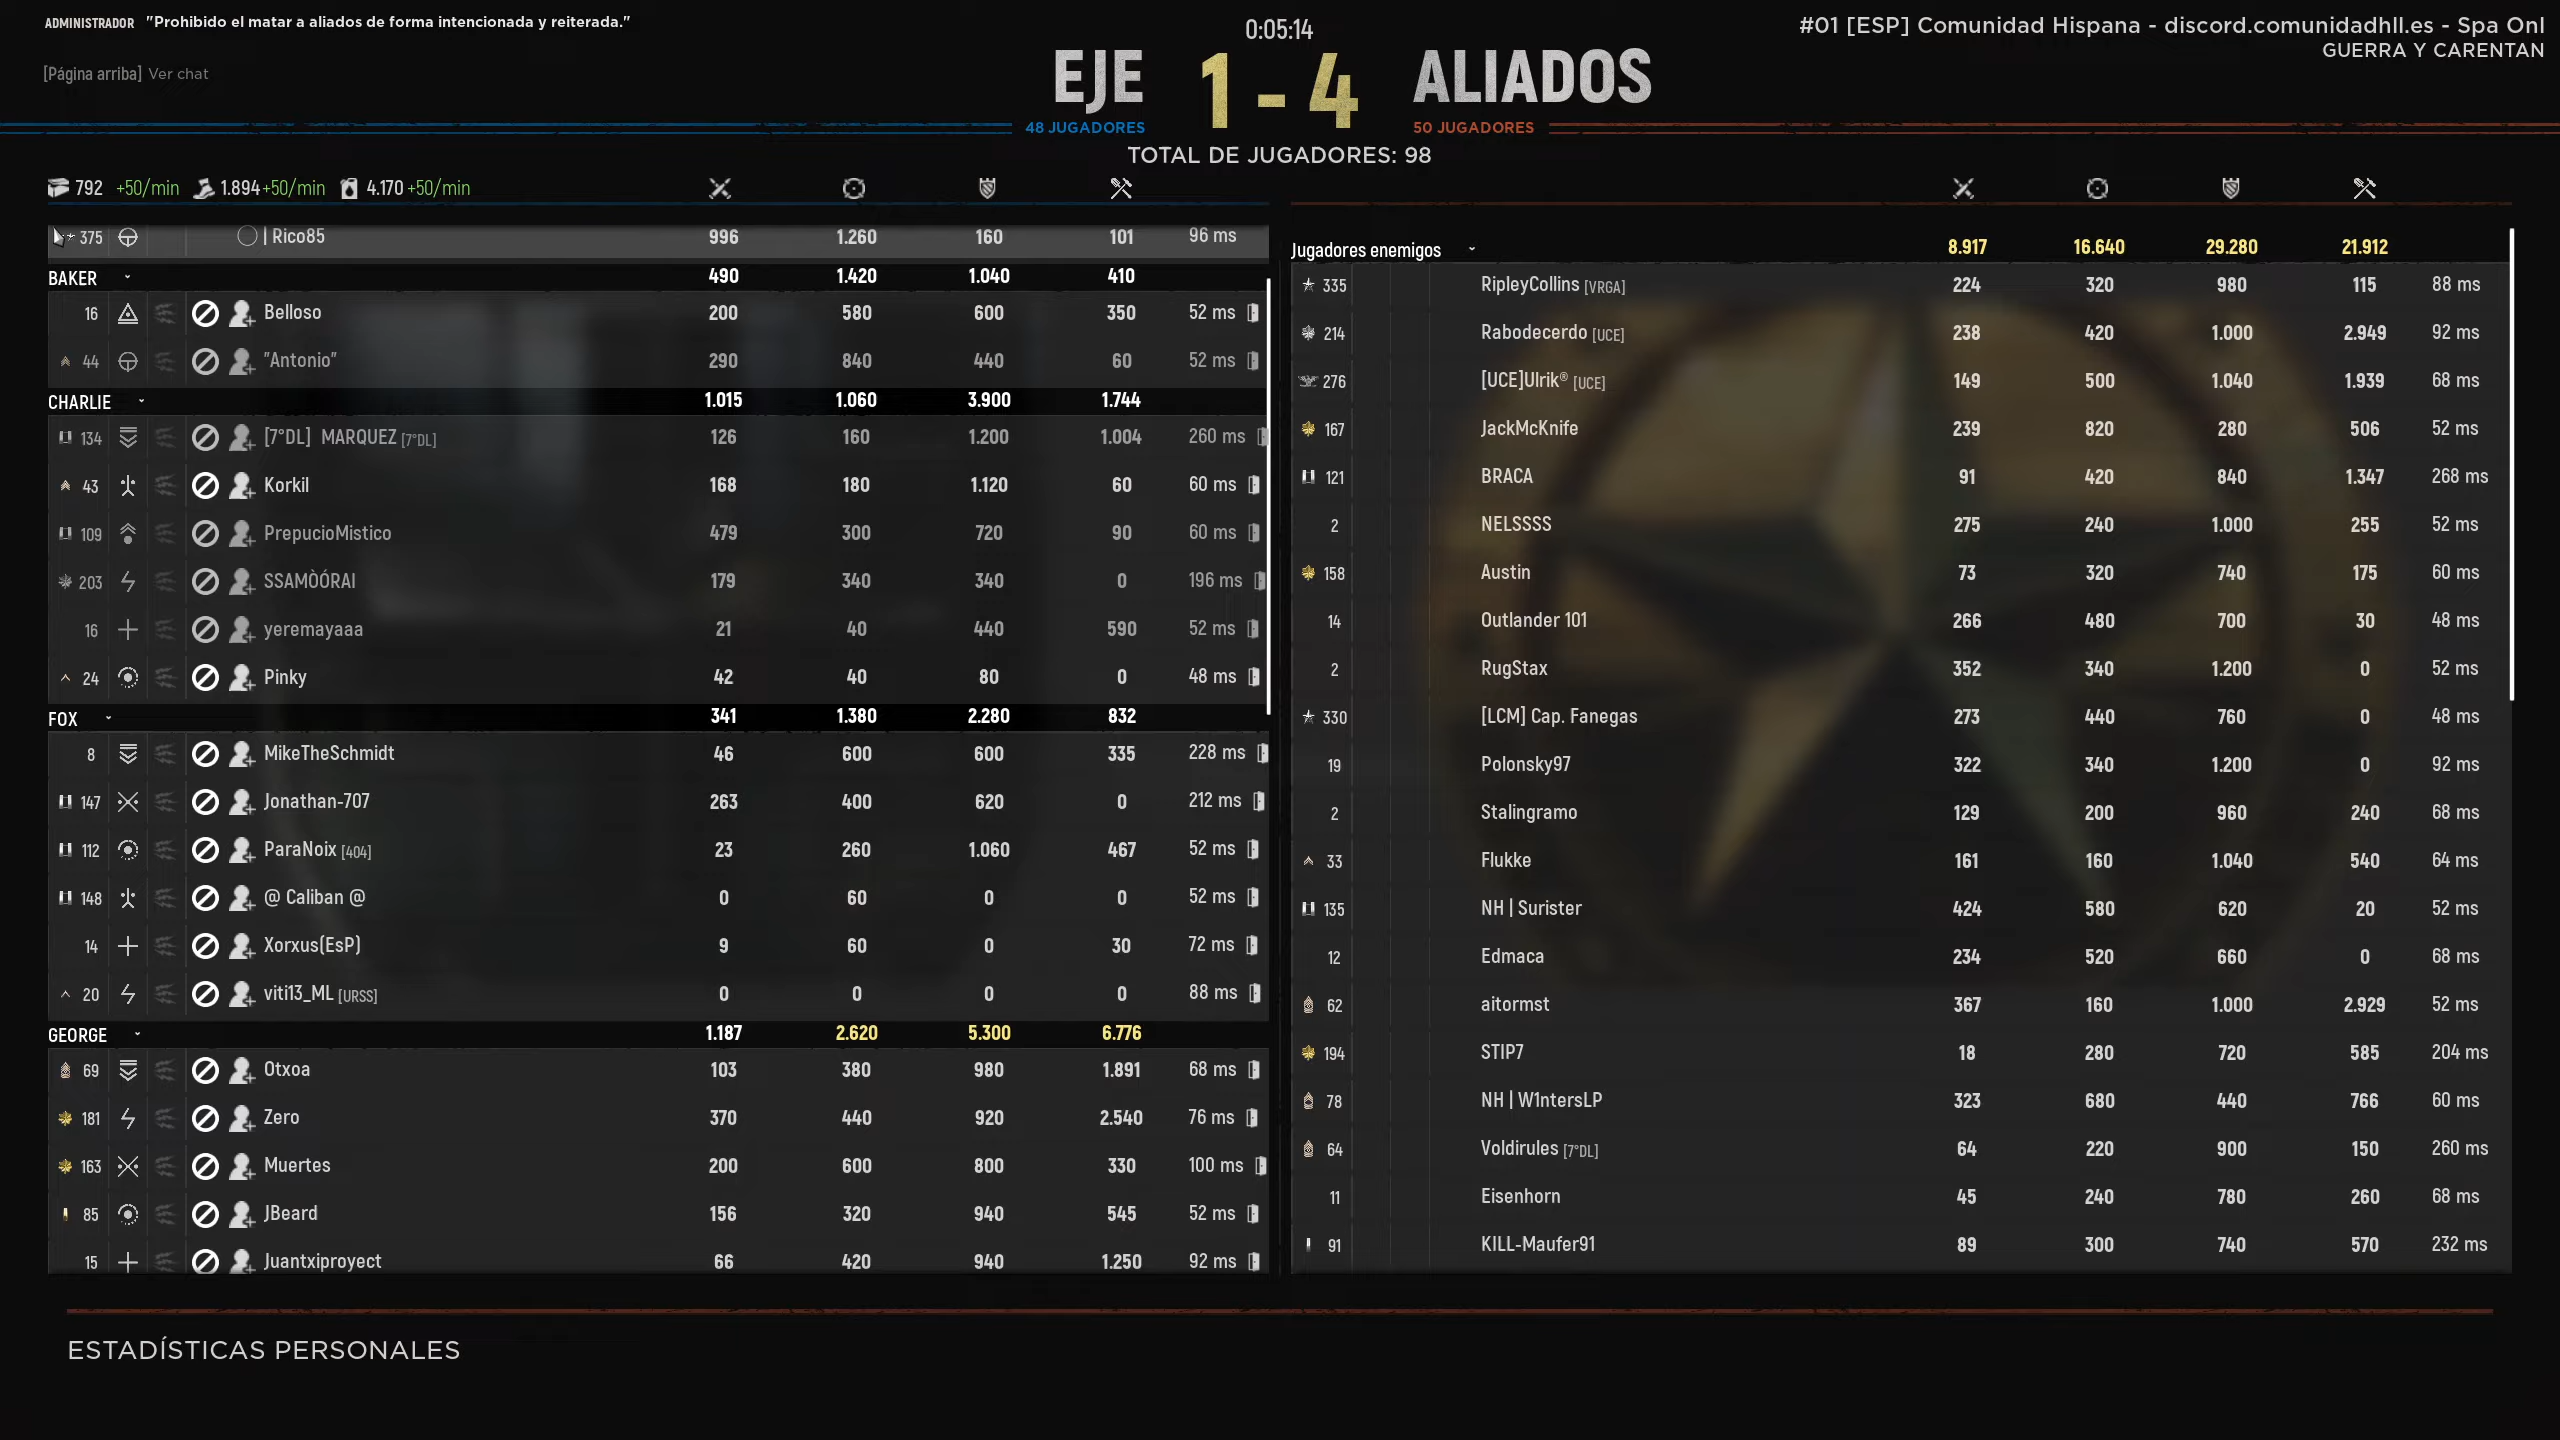 ADMINISTRADOR "Prohibido el matar a aliados de forma intencionada y reiterada."
[Página arriba] Ver chat
0:05:14
EJE 1 - 4 ALIADOS
48 JUGADORES 50 JUGADORES
TOTAL DE JUGADORES: 98
#01 [ESP] Comunidad Hispana - discord.comunidadhll.es - Spa Onl
GUERRA Y CARENTAN
792 +50/min 1.894 +50/min 4.170 +50/min
375 | Rico85 996 1.260 160 101 96 ms
BAKER 490 1.420 1.040 410
16 Belloso 200 580 600 350 52 ms
44 "Antonio" 290 840 440 60 52 ms
CHARLIE 1.015 1.060 3.900 1.744
134 [7°DL] MARQUEZ [7°DL] 126 160 1.200 1.004 260 ms
43 Korkil 168 180 1.120 60 60 ms
109 PrepucioMistico 479 300 720 90 60 ms
203 SSAMÒÓRAI 179 340 340 0 196 ms
16 yeremayaaa 21 40 440 590 52 ms
24 Pinky 42 40 80 0 48 ms
FOX 341 1.380 2.280 832
8 MikeTheSchmidt 46 600 600 335 228 ms
147 Jonathan-707 263 400 620 0 212 ms
112 ParaNoix [404] 23 260 1.060 467 52 ms
148 @ Caliban @ 0 60 0 0 52 ms
14 Xorxus(EsP) 9 60 0 30 72 ms
20 viti13_ML [URSS] 0 0 0 0 88 ms
GEORGE 1.187 2.620 5.300 6.776
69 Otxoa 103 380 980 1.891 68 ms
181 Zero 370 440 920 2.540 76 ms
163 Muertes 200 600 800 330 100 ms
85 JBeard 156 320 940 545 52 ms
15 Juantxiproyect 66 420 940 1.250 92 ms
Jugadores enemigos 8.917 16.640 29.280 21.912
335 RipleyCollins [VRGA] 224 320 980 115 88 ms
214 Rabodecerdo [UCE] 238 420 1.000 2.949 92 ms
276 [UCE]Ulrik® [UCE] 149 500 1.040 1.939 68 ms
167 JackMcKnife 239 820 280 506 52 ms
121 BRACA 91 420 840 1.347 268 ms
2 NELSSSS 275 240 1.000 255 52 ms
158 Austin 73 320 740 175 60 ms
14 Outlander 101 266 480 700 30 48 ms
2 RugStax 352 340 1.200 0 52 ms
330 [LCM] Cap. Fanegas 273 440 760 0 48 ms
19 Polonsky97 322 340 1.200 0 92 ms
2 Stalingramo 129 200 960 240 68 ms
33 Flukke 161 160 1.040 540 64 ms
135 NH | Surister 424 580 620 20 52 ms
12 Edmaca 234 520 660 0 68 ms
62 aitormst 367 160 1.000 2.929 52 ms
194 STIP7 18 280 720 585 204 ms
78 NH | W1ntersLP 323 680 440 766 60 ms
64 Voldirules [7°DL] 64 220 900 150 260 ms
11 Eisenhorn 45 240 780 260 68 ms
91 KILL-Maufer91 89 300 740 570 232 ms
ESTADÍSTICAS PERSONALES